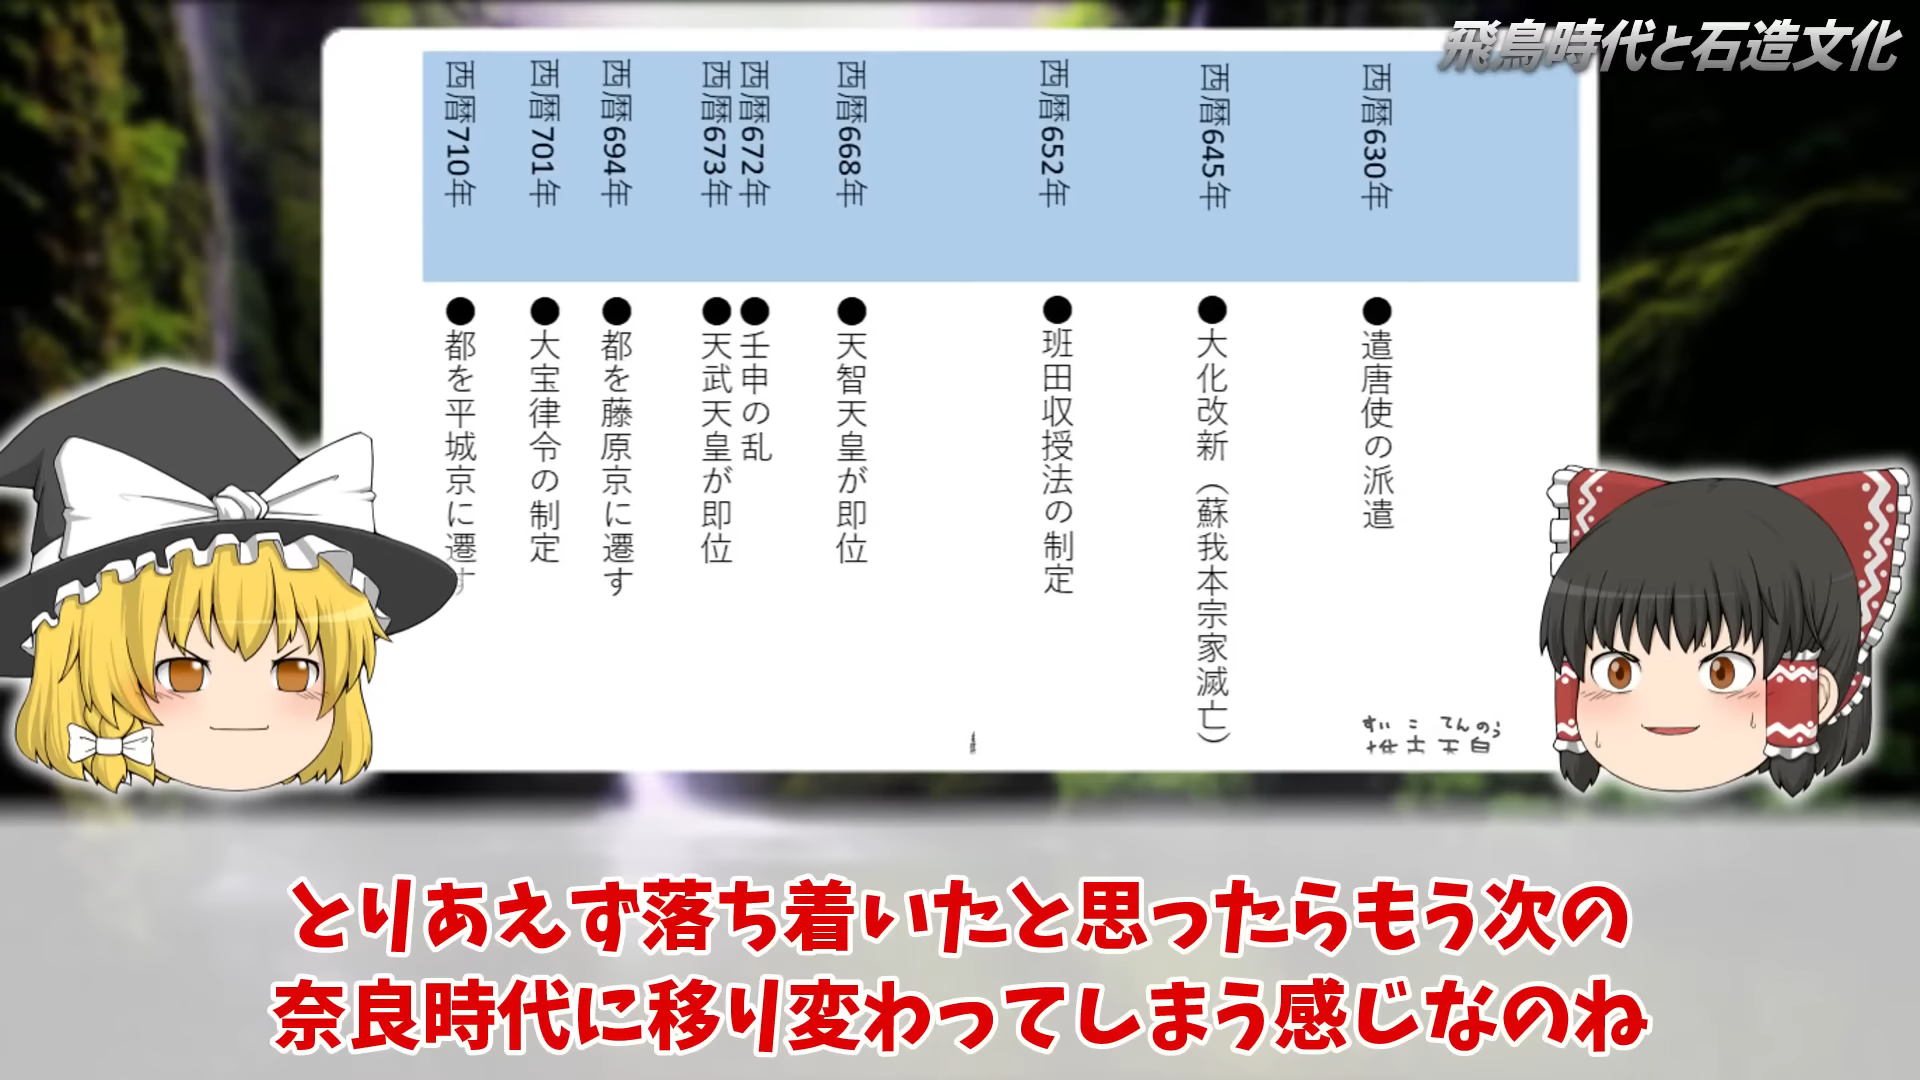 飛鳥時代と石造文化
西暦630年
●遣唐使の派遣
西暦645年
●大化改新（蘇我本宗家滅亡）
西暦652年
●班田収授法の制定
西暦668年
●天智天皇が即位
西暦672年
●壬申の乱
西暦673年
●天武天皇が即位
西暦694年
●都を藤原京に遷す
西暦701年
●大宝律令の制定
西暦710年
●都を平城京に遷す
すいこてんのう
とりあえず落ち着いたと思ったらもう次の
奈良時代に移り変わってしまう感じなのね